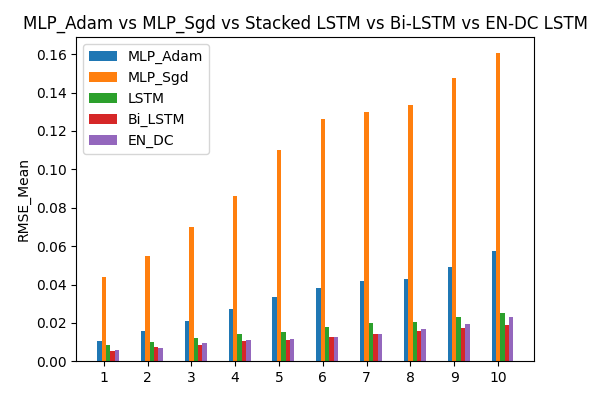 MLP_Adam vs MLP_Sgd vs Stacked LSTM vs Bi-LSTM vs EN-DC LSTM
MLP_Adam
MLP_Sgd
LSTM
Bi_LSTM
EN_DC
RMSE_Mean
0.16
0.14
0.12
0.10
0.08
0.06
0.04
0.02
0.00
1 2 3 4 5 6 7 8 9 10